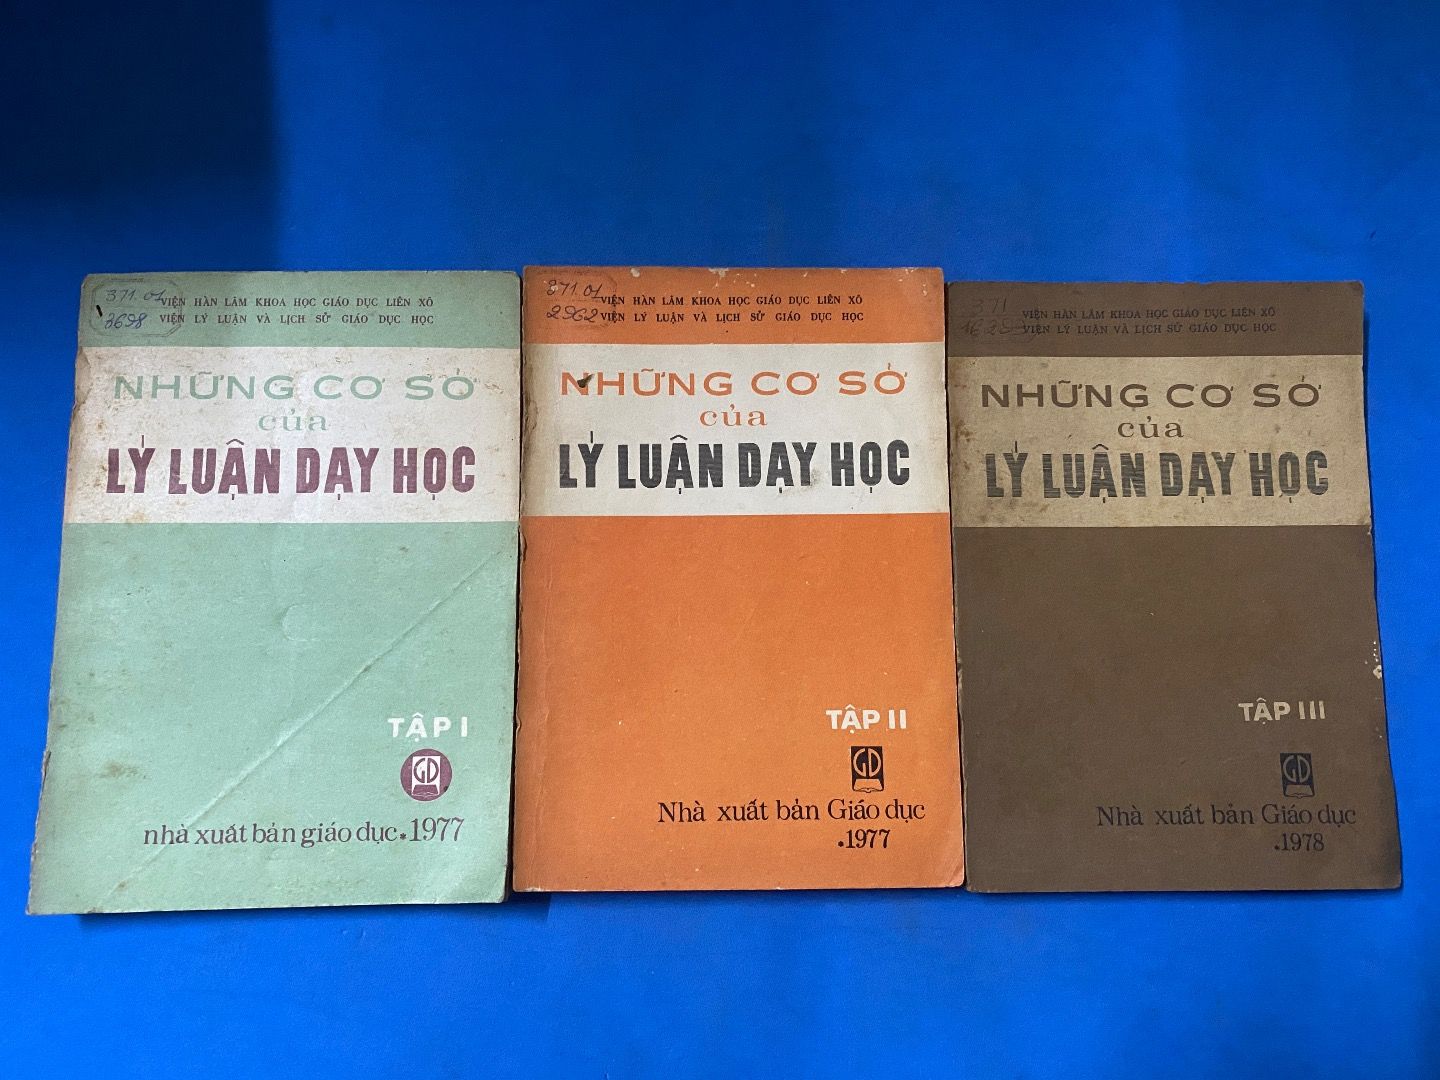 371.01
3698
VIỆN HÀN LÂM KHOA HỌC GIÁO DỤC LIÊN XÔ
VIỆN LÝ LUẬN VÀ LỊCH SỬ GIÁO DỤC HỌC
NHỮNG CƠ SỞ
của
LÝ LUẬN DẠY HỌC
TẬP I
GD
nhà xuất bản giáo dục * 1977
371.01
2962
VIỆN HÀN LÂM KHOA HỌC GIÁO DỤC LIÊN XÔ
VIỆN LÝ LUẬN VÀ LỊCH SỬ GIÁO DỤC HỌC
NHỮNG CƠ SỞ
của
LÝ LUẬN DẠY HỌC
TẬP II
GD
Nhà xuất bản Giáo dục
.1977
371
VIỆN HÀN LÂM KHOA HỌC GIÁO DỤC LIÊN XÔ
VIỆN LÝ LUẬN VÀ LỊCH SỬ GIÁO DỤC HỌC
NHỮNG CƠ SỞ
của
LÝ LUẬN DẠY HỌC
TẬP III
GD
Nhà xuất bản Giáo dục
.1978